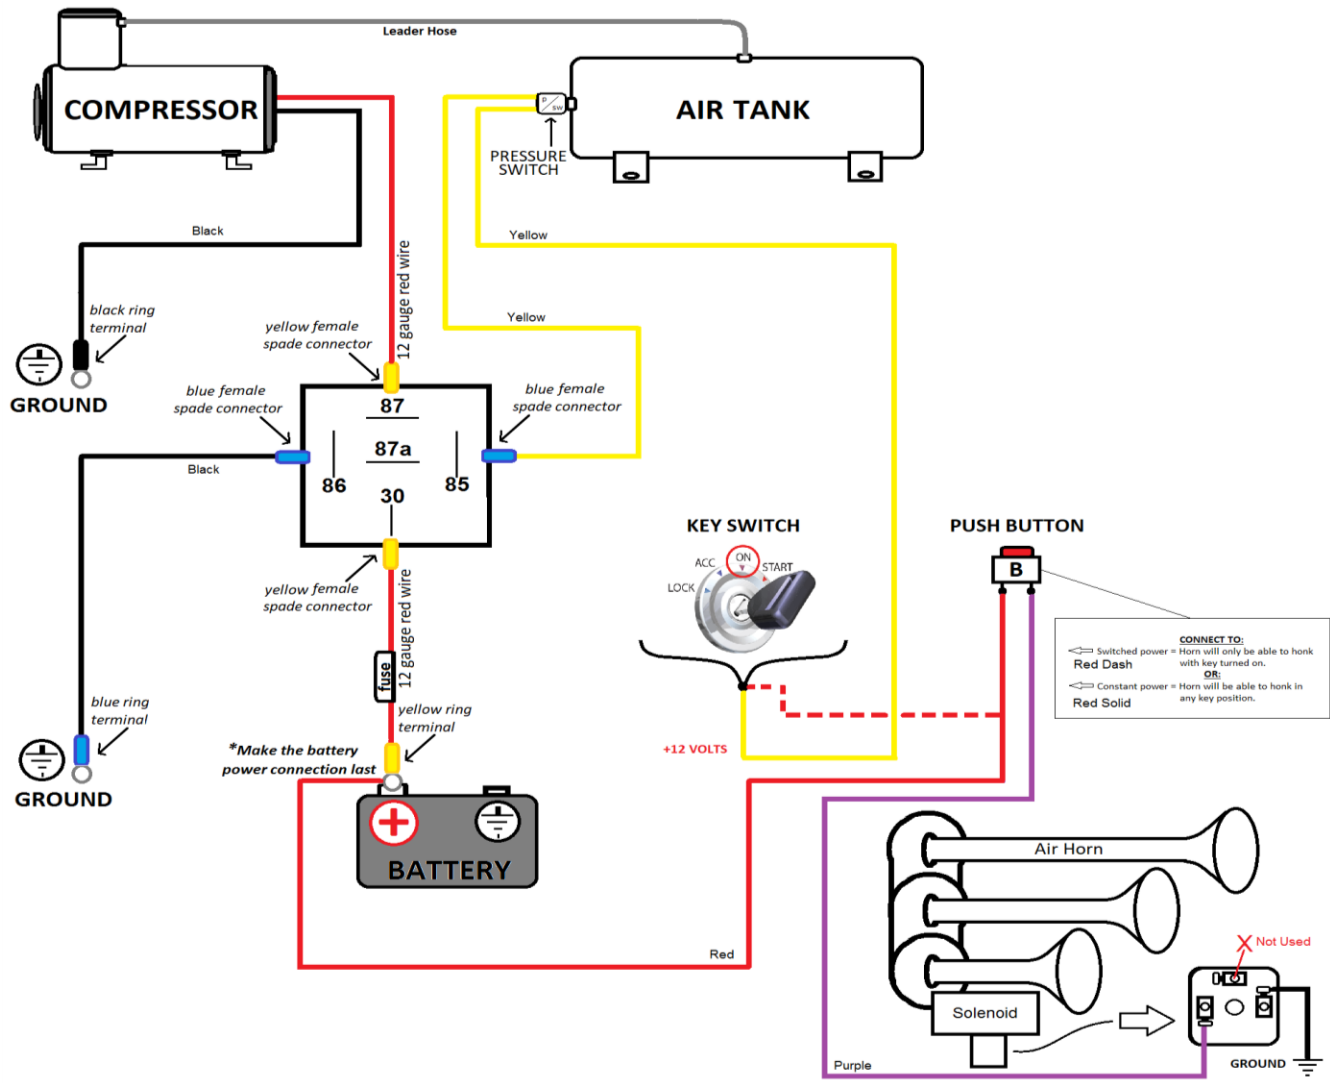 Leader Hose
COMPRESSOR
AIR TANK
P
SW
PRESSURE
SWITCH
Black
Yellow
12 gauge red wire
black ring
terminal
Yellow
yellow female
spade connector
GROUND
blue female
spade connector
blue female
spade connector
87
87a
86
85
30
Black
KEY SWITCH
ACC
ON
START
LOCK
PUSH BUTTON
B
yellow female
spade connector
12 gauge red wire
fuse
CONNECT TO:
Switched power = Horn will only be able to honk
Red Dash
with key turned on.
OR:
Constant power = Horn will be able to honk in
Red Solid
any key position.
blue ring
terminal
yellow ring
terminal
*Make the battery
power connection last
+12 VOLTS
GROUND
+
BATTERY
Air Horn
Red
X Not Used
Solenoid
Purple
GROUND